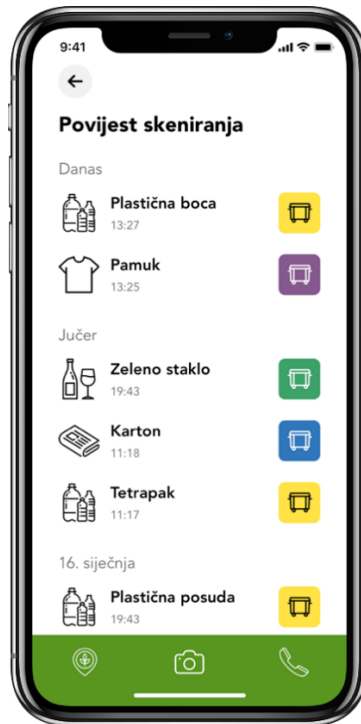 9:41
Povijest skeniranja
Danas
Plastična boca
13:27
Pamuk
13:25
Jučer
Zeleno staklo
19:43
Karton
11:18
Tetrapak
11:17
16. siječnja
Plastična posuda
19:43